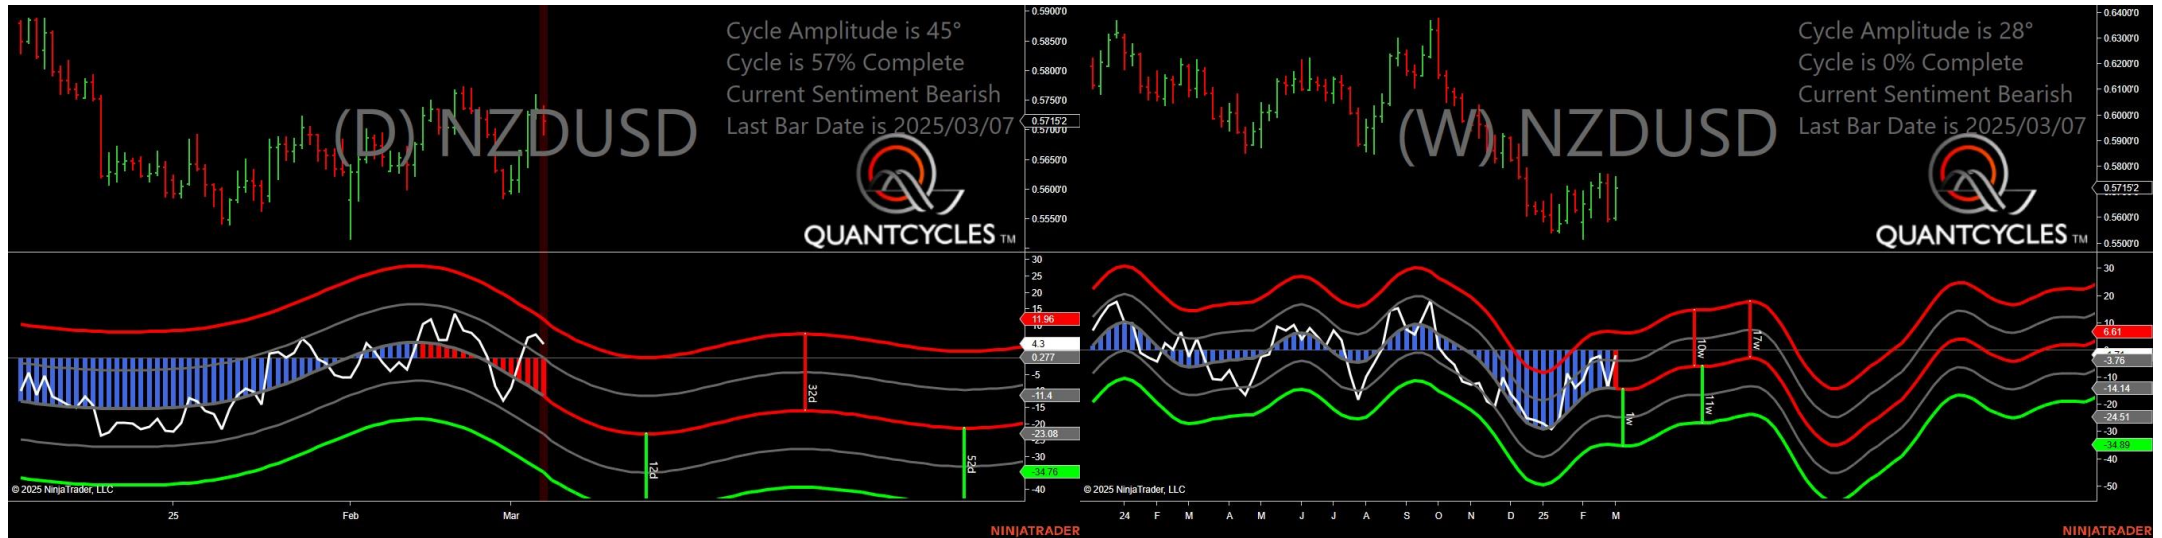 Cycle Amplitude is 45°
Cycle is 57% Complete
Current Sentiment Bearish
Last Bar Date is 2025/03/07
(D) NZDUSD
QUANTCYCLES TM
0.5900'0
0.5850'0
0.5800'0
0.5750'0
0.5715'2
0.5700'0
0.5650'0
0.5600'0
0.5550'0
30
25
20
15
11.96
4.3
0.277
-5
-11.4
-15
-20
-23.08
-30
-34.76
-40
12d
32d
52d
© 2025 NinjaTrader, LLC
25
Feb
Mar
NINJATRADER
Cycle Amplitude is 28°
Cycle is 0% Complete
Current Sentiment Bearish
Last Bar Date is 2025/03/07
(W) NZDUSD
QUANTCYCLES TM
0.6400'0
0.6300'0
0.6200'0
0.6100'0
0.6000'0
0.5900'0
0.5800'0
0.5715'2
0.5600'0
0.5500'0
30
20
10
6.61
-3.76
-10
-14.14
-20
-24.51
-30
-34.89
-40
-50
1w
10w
11w
17w
© 2025 NinjaTrader, LLC
24
F
M
A
M
J
J
A
S
O
N
D
25
F
M
NINJATRADER